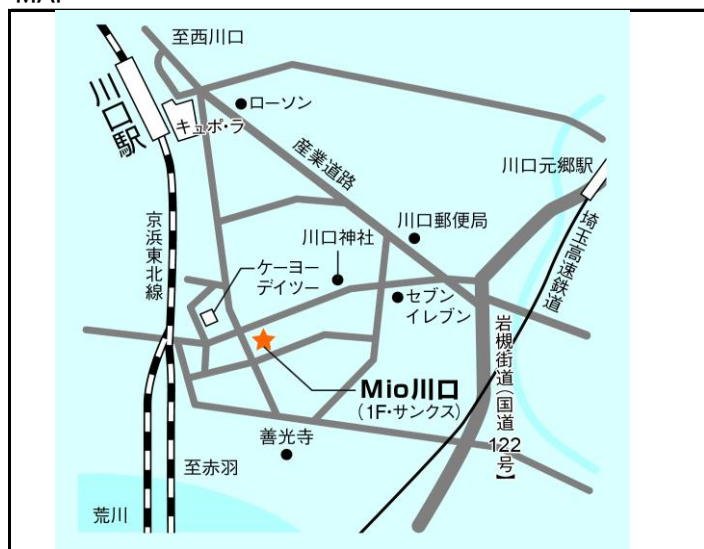 MAP
至西川口
川口駅
キュポ・ラ
ローソン
産業道路
川口元郷駅
埼玉高速鉄道
京浜東北線
川口神社
川口郵便局
ケーヨー
デイツー
セブン
イレブン
Mio川口
(1F・サンクス)
岩槻街道(国道
122
号】
善光寺
至赤羽
荒川